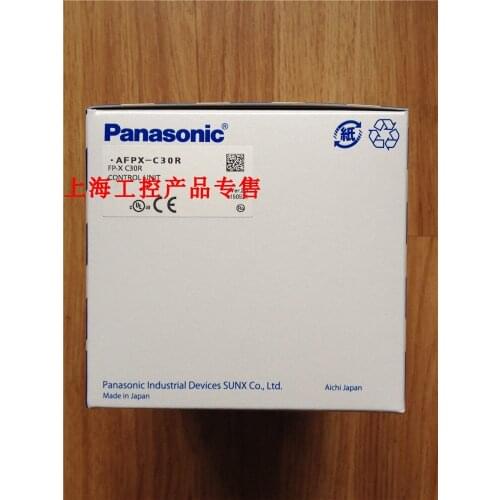 Panasonic®
紙
·AFPX-C30R
FP-X C30R
CONTROL UNIT
上海工控产品专售
Panasonic Industrial Devices SUNX Co., Ltd.
Made in Japan
Aichi Japan